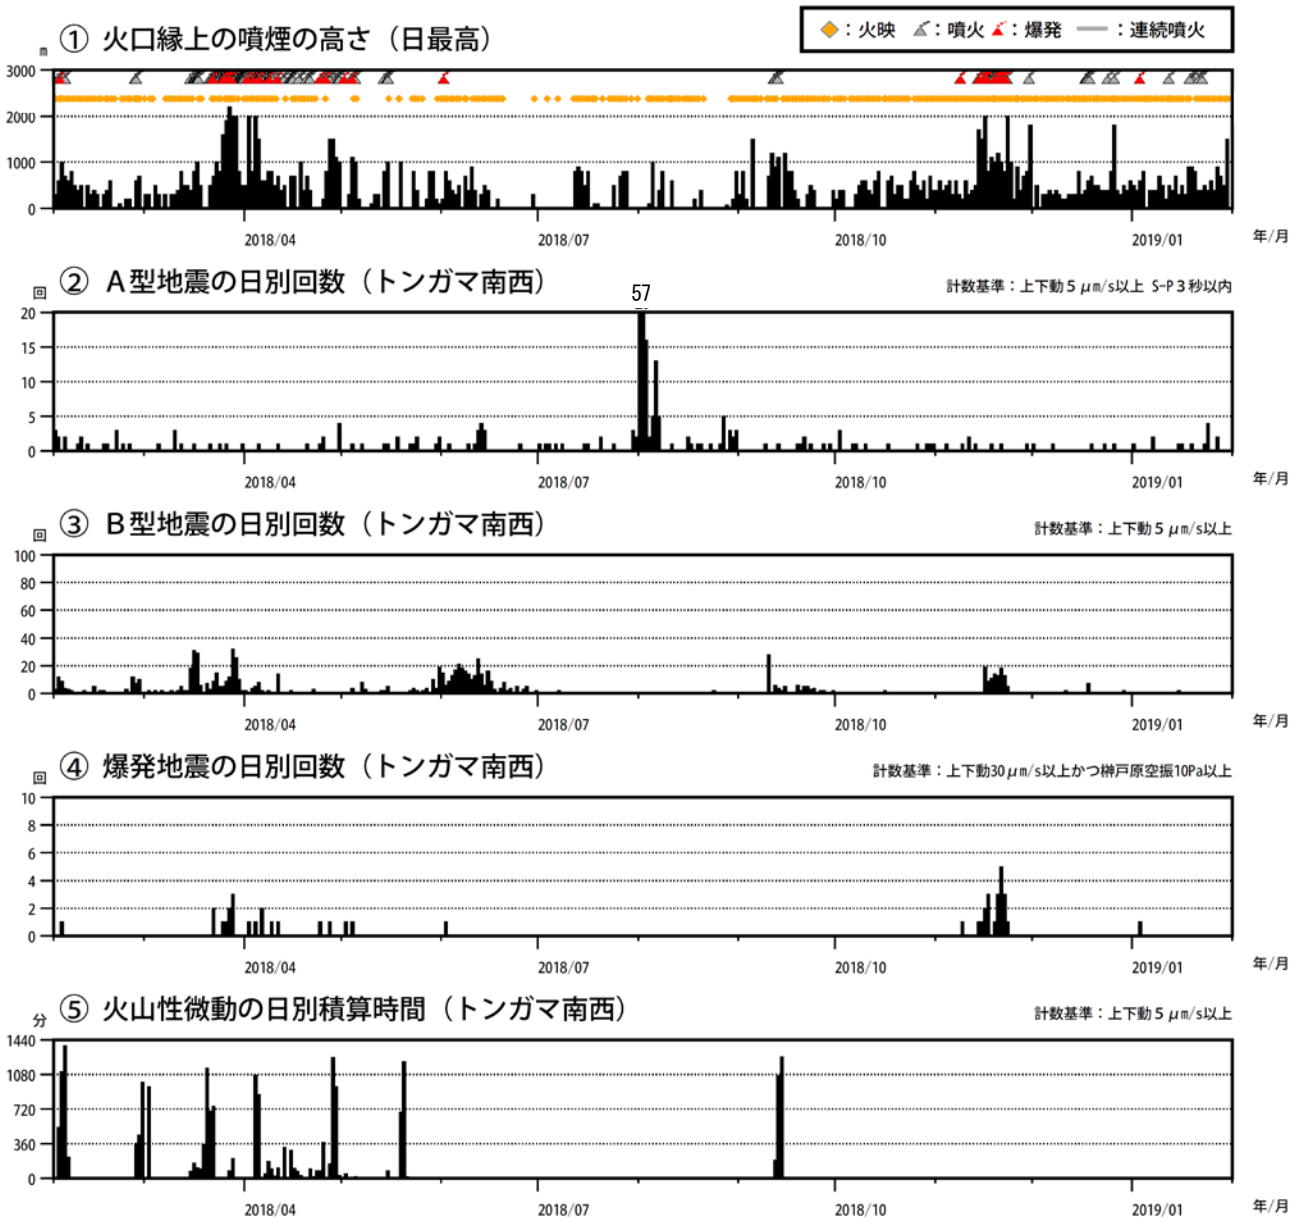 ① 火口縁上の噴煙の高さ（日最高）
：火映 ：噴火 ：爆発 ：連続噴火
m
3000
2000
1000
0
2018/04 2018/07 2018/10 2019/01 年/月
② A型地震の日別回数（トンガマ南西）
計数基準：上下動5μm/s以上 S-P3秒以内
回
57
20
15
10
5
0
2018/04 2018/07 2018/10 2019/01 年/月
③ B型地震の日別回数（トンガマ南西）
計数基準：上下動5μm/s以上
回
100
80
60
40
20
0
2018/04 2018/07 2018/10 2019/01 年/月
④ 爆発地震の日別回数（トンガマ南西）
計数基準：上下動30μm/s以上かつ榊戸原空振10Pa以上
回
10
8
6
4
2
0
2018/04 2018/07 2018/10 2019/01 年/月
⑤ 火山性微動の日別積算時間（トンガマ南西）
計数基準：上下動5μm/s以上
分
1440
1080
720
360
0
2018/04 2018/07 2018/10 2019/01 年/月